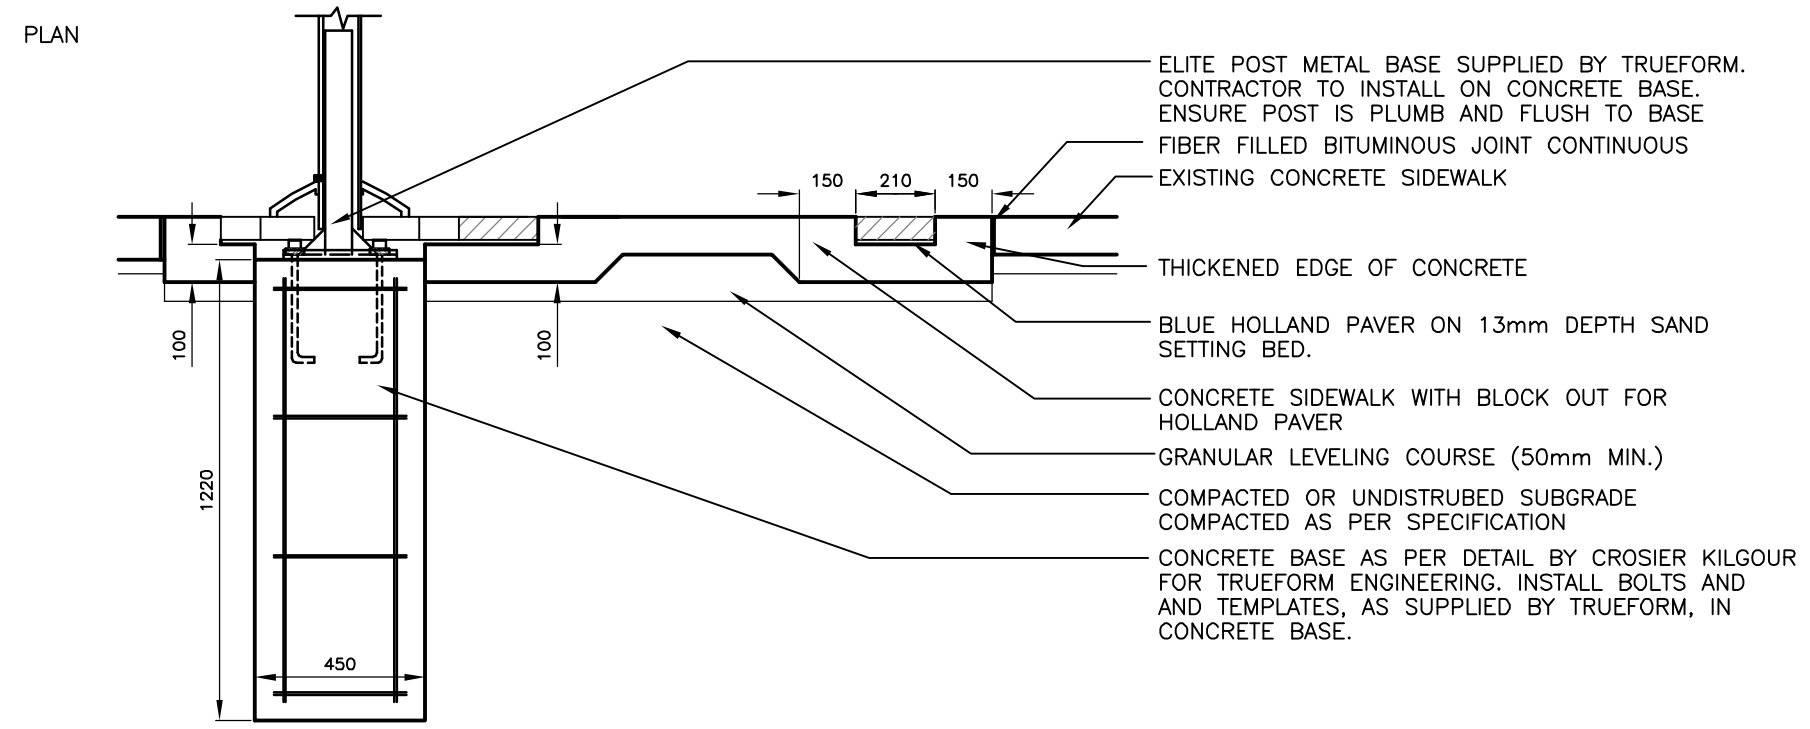 PLAN
ELITE POST METAL BASE SUPPLIED BY TRUEFORM.
CONTRACTOR TO INSTALL ON CONCRETE BASE.
ENSURE POST IS PLUMB AND FLUSH TO BASE
FIBER FILLED BITUMINOUS JOINT CONTINUOUS
EXISTING CONCRETE SIDEWALK
150 210 150
THICKENED EDGE OF CONCRETE
BLUE HOLLAND PAVER ON 13mm DEPTH SAND
SETTING BED.
100
100
CONCRETE SIDEWALK WITH BLOCK OUT FOR
HOLLAND PAVER
GRANULAR LEVELING COURSE (50mm MIN.)
1220
COMPACTED OR UNDISTRUBED SUBGRADE
COMPACTED AS PER SPECIFICATION
CONCRETE BASE AS PER DETAIL BY CROSIER KILGOUR
FOR TRUEFORM ENGINEERING. INSTALL BOLTS AND
AND TEMPLATES, AS SUPPLIED BY TRUEFORM, IN
CONCRETE BASE.
450